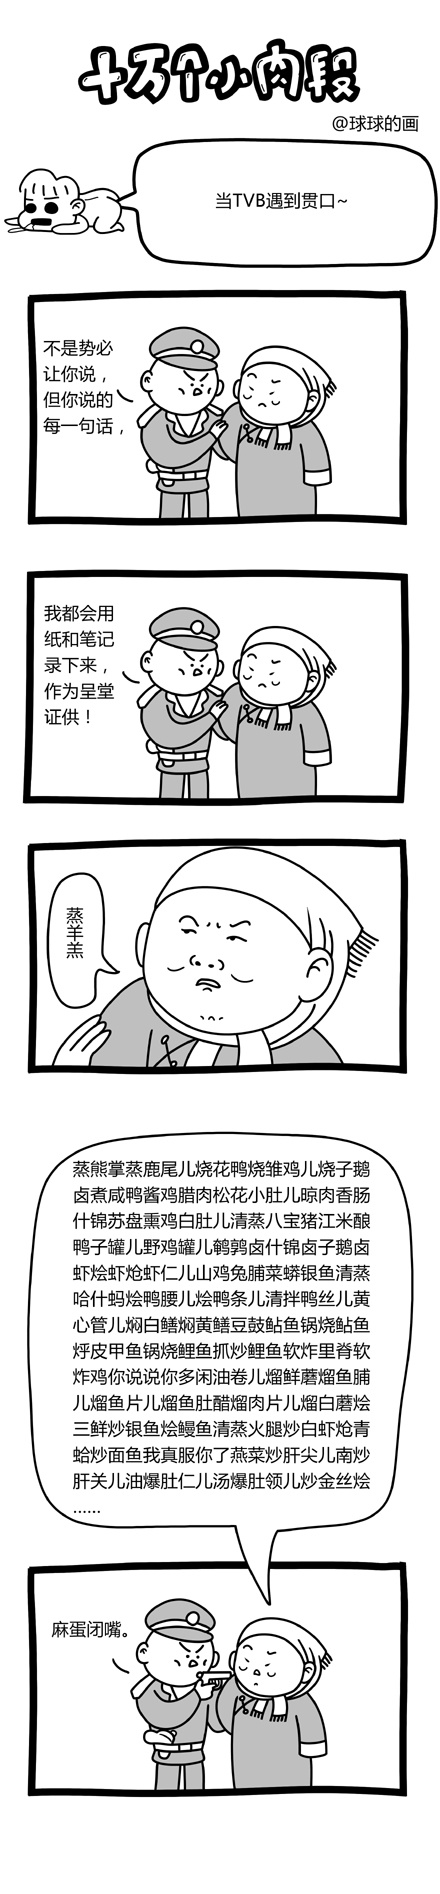 十万个小肉段
@球球的画
当TVB遇到贯口~
不是势必
让你说，
但你说的
每一句话，
我都会用
纸和笔记
录下来，
作为呈堂
证供！
蒸羊羔
蒸熊掌蒸鹿尾儿烧花鸭烧雏鸡儿烧子鹅
卤煮咸鸭酱鸡腊肉松花小肚儿晾肉香肠
什锦苏盘熏鸡白肚儿清蒸八宝猪江米酿
鸭子罐儿野鸡罐儿鹌鹑卤什锦卤子鹅卤
虾烩虾炝虾仁儿山鸡兔脯菜蟒银鱼清蒸
哈什蚂烩鸭腰儿烩鸭条儿清拌鸭丝儿黄
心管儿焖白鳝焖黄鳝豆鼓鲇鱼锅烧鲇鱼
烀皮甲鱼锅烧鲤鱼抓炒鲤鱼软炸里脊软
炸鸡你说说你多闲油卷儿熘鲜蘑熘鱼脯
儿熘鱼片儿熘鱼肚醋熘肉片儿熘白蘑烩
三鲜炒银鱼烩鳗鱼清蒸火腿炒白虾炝青
蛤炒面鱼我真服你了燕菜炒肝尖儿南炒
肝关儿油爆肚仁儿汤爆肚领儿炒金丝烩
......
麻蛋闭嘴。